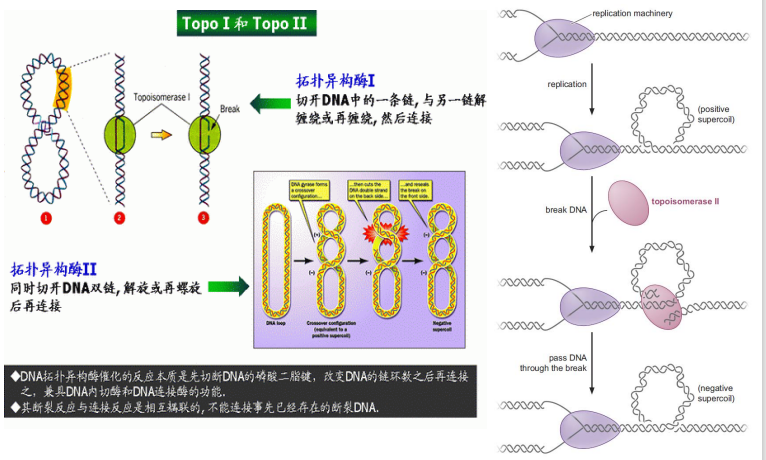 Topo I 和 Topo II
拓扑异构酶I
切开DNA中的一条链, 与另一链解
缠绕或再缠绕, 然后连接
Topoisomerase I
Break
1
2
3
拓扑异构酶II
同时切开DNA双链, 解旋或再螺旋
后再连接
DNA gyrase forms
a crossover
configuration...
...then cuts the
DNA double strand
on the back side...
...and reseals
the break on
the front side.
(+)
(+)
(−)
(−)
(−)
DNA loop
Crossover configuration
(equivalent to a
positive supercoil)
Negative
supercoil
◆DNA拓扑异构酶催化的反应本质是先切断DNA的磷酸二脂键, 改变DNA的链环数之后再连接
之, 兼具DNA内切酶和DNA连接酶的功能.
◆其断裂反应与连接反应是相互耦联的, 不能连接事先已经存在的断裂DNA.
replication machinery
replication
(positive
supercoil)
break DNA
topoisomerase II
pass DNA
through the break
(negative
supercoil)